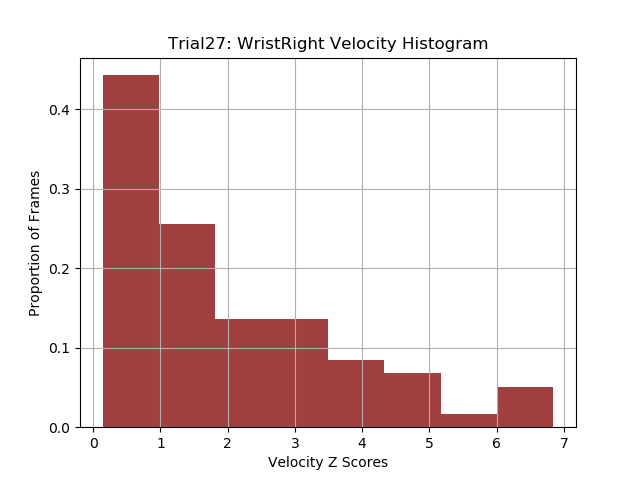 Trial27: WristRight Velocity Histogram
Proportion of Frames
0.4
0.3
0.2
0.1
0.0
0 1 2 3 4 5 6 7
Velocity Z Scores